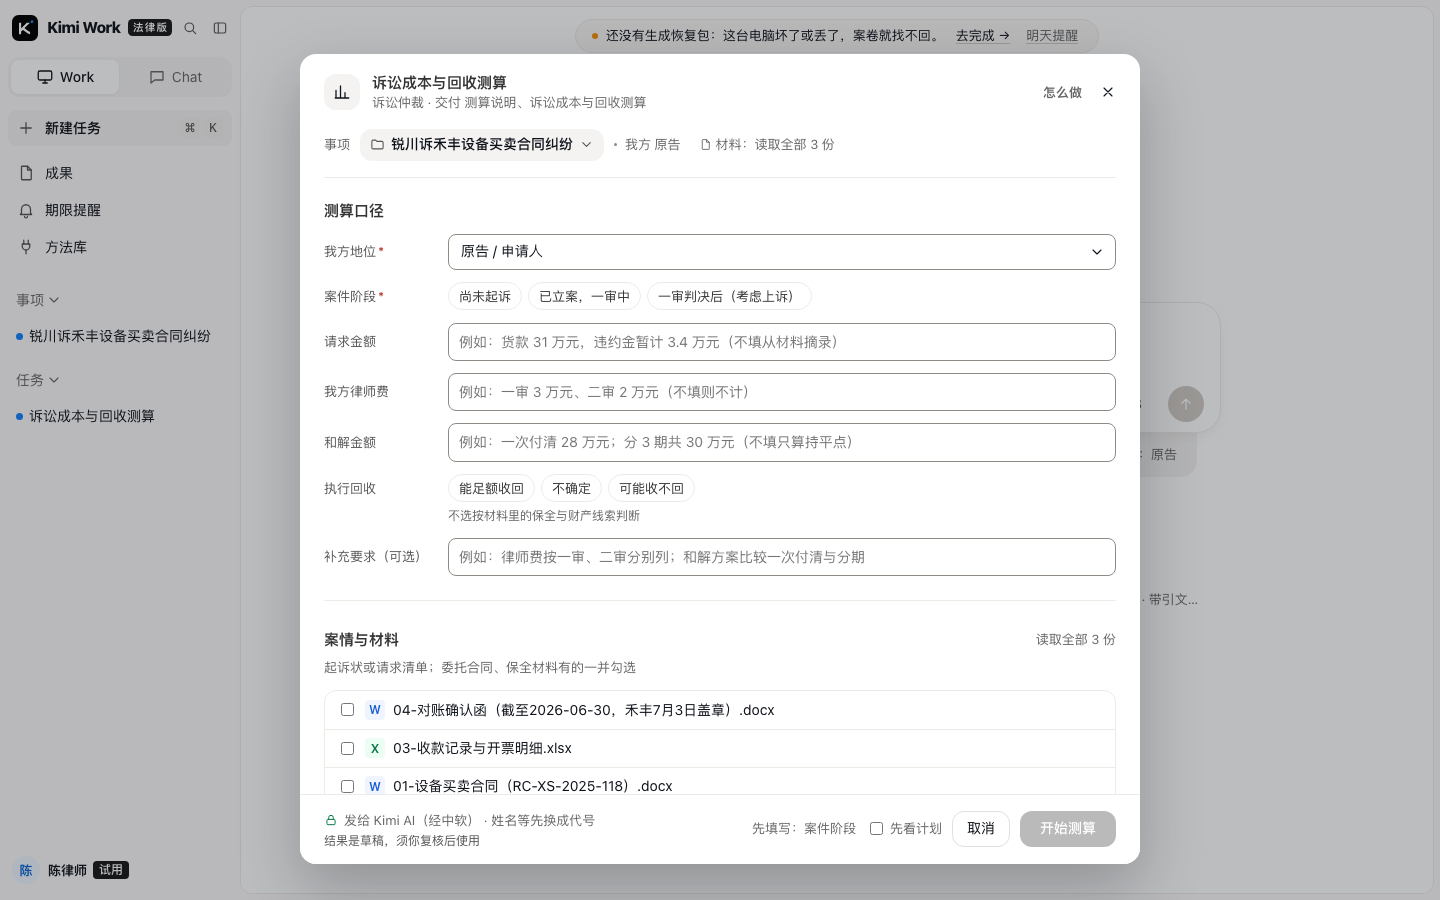 Kimi Work 法律版
Work Chat
新建任务 ⌘ K
成果
期限提醒
方法库
事项
锐川诉禾丰设备买卖合同纠纷
任务
诉讼成本与回收测算
陈 陈律师 试用
还没有生成恢复包：这台电脑坏了或丢了，案卷就找不回。 去完成 → 明天提醒
诉讼成本与回收测算
诉讼仲裁 · 交付 测算说明、诉讼成本与回收测算
怎么做
事项 锐川诉禾丰设备买卖合同纠纷 · 我方 原告 材料：读取全部 3 份
测算口径
我方地位* 原告 / 申请人
案件阶段* 尚未起诉 已立案，一审中 一审判决后（考虑上诉）
请求金额 例如：货款 31 万元，违约金暂计 3.4 万元（不填从材料摘录）
我方律师费 例如：一审 3 万元、二审 2 万元（不填则不计）
和解金额 例如：一次付清 28 万元；分 3 期共 30 万元（不填只算持平点）
执行回收 能足额收回 不确定 可能收不回
不选按材料里的保全与财产线索判断
补充要求（可选） 例如：律师费按一审、二审分别列；和解方案比较一次付清与分期
案情与材料 读取全部 3 份
起诉状或请求清单；委托合同、保全材料有的一并勾选
W 04-对账确认函（截至2026-06-30，禾丰7月3日盖章）.docx
X 03-收款记录与开票明细.xlsx
W 01-设备买卖合同（RC-XS-2025-118）.docx
发给 Kimi AI（经中软） · 姓名等先换成代号
结果是草稿，须你复核后使用
先填写：案件阶段 先看计划 取消 开始测算
：原告
· 带引文...